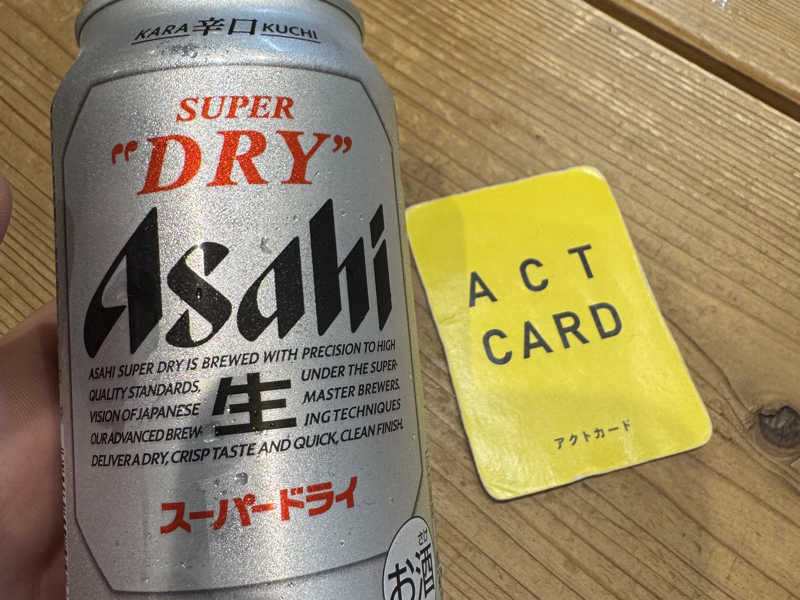 KARA 辛口 KUCHI
SUPER
"DRY"
Asahi
ASAHI SUPER DRY IS BREWED WITH PRECISION TO HIGH
QUALITY STANDARDS, UNDER THE SUPER-
VISION OF JAPANESE MASTER BREWERS.
OUR ADVANCED BREW- ING TECHNIQUES
DELIVER A DRY, CRISP TASTE AND QUICK, CLEAN FINISH.
生
スーパードライ
さけ
お酒
ACT
CARD
アクトカード